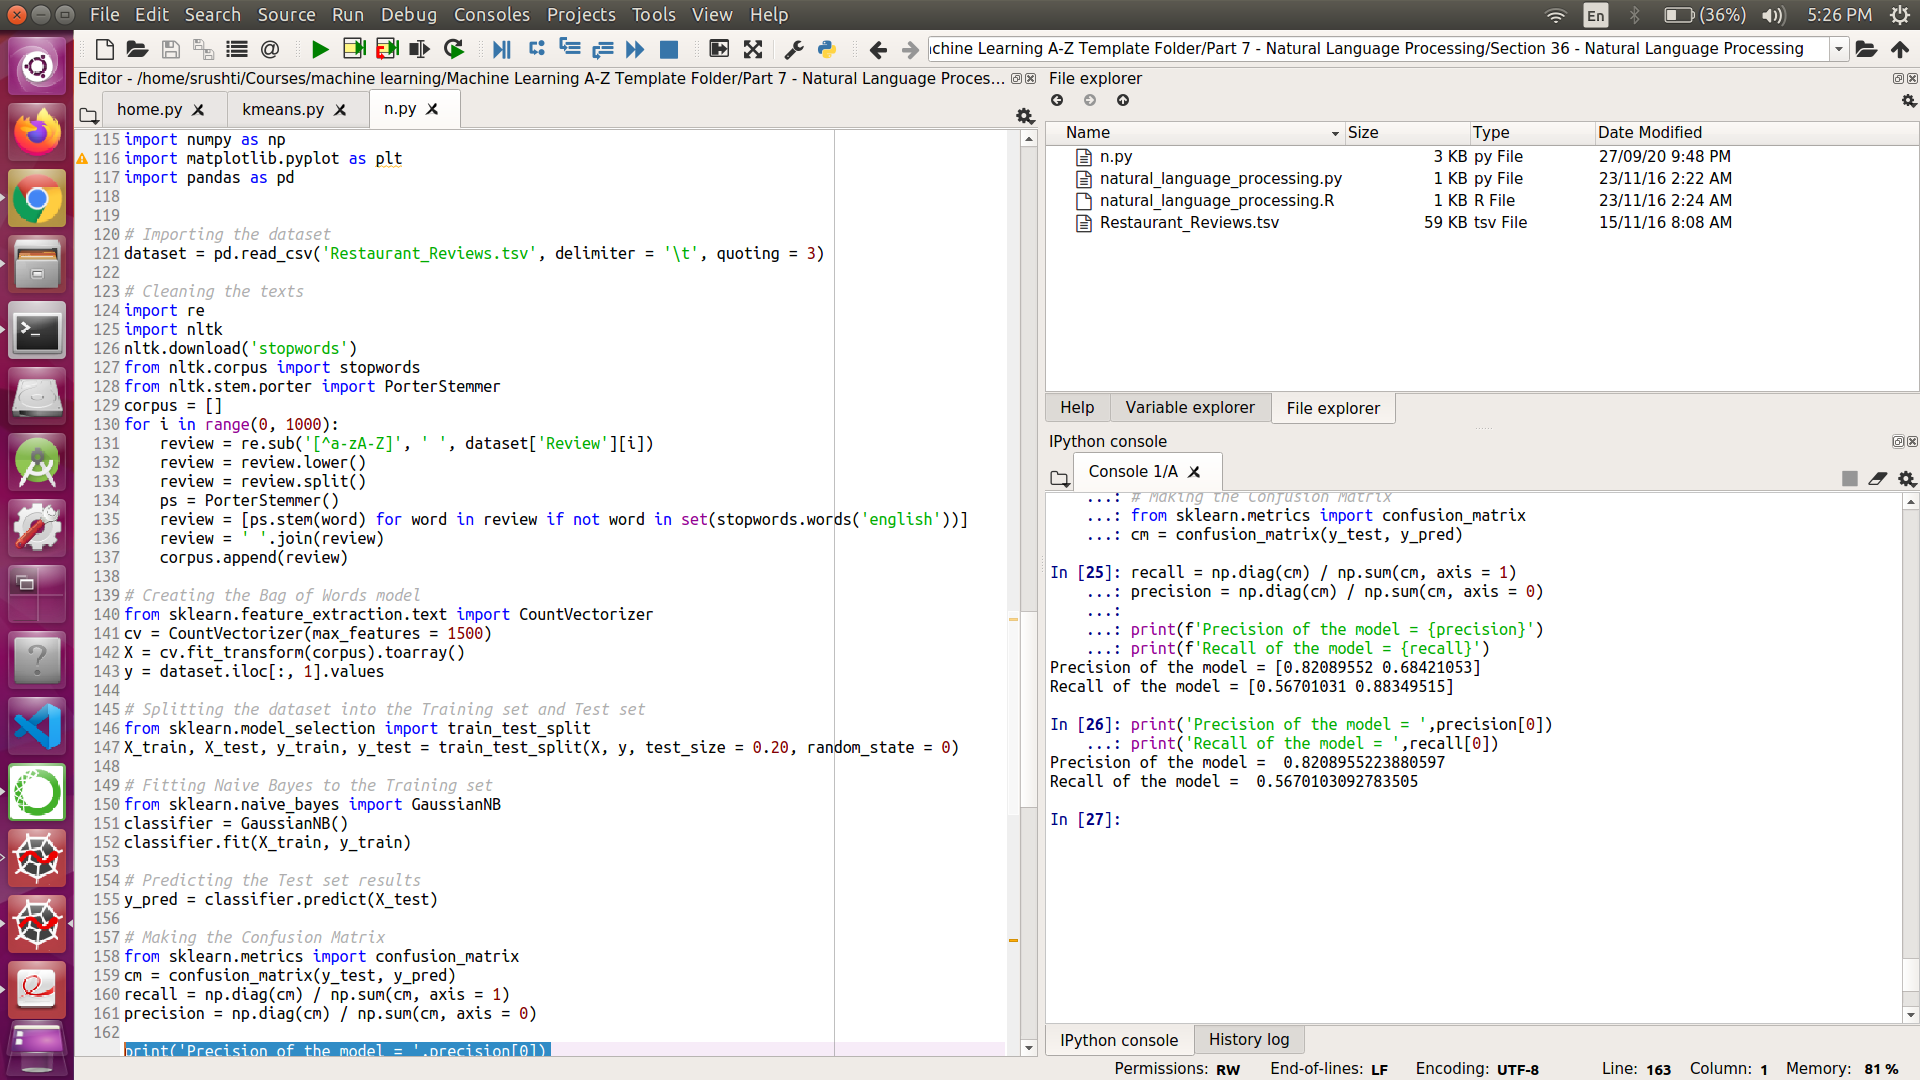 File Edit Search Source Run Debug Consoles Projects Tools View Help
En (36%) 5:26 PM
chine Learning A-Z Template Folder/Part 7 - Natural Language Processing/Section 36 - Natural Language Processing
Editor - /home/srushti/Courses/machine learning/Machine Learning A-Z Template Folder/Part 7 - Natural Language Proces...
home.py kmeans.py n.py
115 import numpy as np
116 import matplotlib.pyplot as plt
117 import pandas as pd
118
119
120 # Importing the dataset
121 dataset = pd.read_csv('Restaurant_Reviews.tsv', delimiter = '\t', quoting = 3)
122
123 # Cleaning the texts
124 import re
125 import nltk
126 nltk.download('stopwords')
127 from nltk.corpus import stopwords
128 from nltk.stem.porter import PorterStemmer
129 corpus = []
130 for i in range(0, 1000):
131     review = re.sub('[^a-zA-Z]', ' ', dataset['Review'][i])
132     review = review.lower()
133     review = review.split()
134     ps = PorterStemmer()
135     review = [ps.stem(word) for word in review if not word in set(stopwords.words('english'))]
136     review = ' '.join(review)
137     corpus.append(review)
138
139 # Creating the Bag of Words model
140 from sklearn.feature_extraction.text import CountVectorizer
141 cv = CountVectorizer(max_features = 1500)
142 X = cv.fit_transform(corpus).toarray()
143 y = dataset.iloc[:, 1].values
144
145 # Splitting the dataset into the Training set and Test set
146 from sklearn.model_selection import train_test_split
147 X_train, X_test, y_train, y_test = train_test_split(X, y, test_size = 0.20, random_state = 0)
148
149 # Fitting Naive Bayes to the Training set
150 from sklearn.naive_bayes import GaussianNB
151 classifier = GaussianNB()
152 classifier.fit(X_train, y_train)
153
154 # Predicting the Test set results
155 y_pred = classifier.predict(X_test)
156
157 # Making the Confusion Matrix
158 from sklearn.metrics import confusion_matrix
159 cm = confusion_matrix(y_test, y_pred)
160 recall = np.diag(cm) / np.sum(cm, axis = 1)
161 precision = np.diag(cm) / np.sum(cm, axis = 0)
162
print('Precision of the model = ',precision[0])
File explorer
Name Size Type Date Modified
n.py 3 KB py File 27/09/20 9:48 PM
natural_language_processing.py 1 KB py File 23/11/16 2:22 AM
natural_language_processing.R 1 KB R File 23/11/16 2:24 AM
Restaurant_Reviews.tsv 59 KB tsv File 15/11/16 8:08 AM
Help Variable explorer File explorer
IPython console
Console 1/A
...: # Making the Confusion Matrix
...: from sklearn.metrics import confusion_matrix
...: cm = confusion_matrix(y_test, y_pred)
In [25]: recall = np.diag(cm) / np.sum(cm, axis = 1)
...: precision = np.diag(cm) / np.sum(cm, axis = 0)
...:
...: print(f'Precision of the model = {precision}')
...: print(f'Recall of the model = {recall}')
Precision of the model = [0.82089552 0.68421053]
Recall of the model = [0.56701031 0.88349515]
In [26]: print('Precision of the model = ',precision[0])
...: print('Recall of the model = ',recall[0])
Precision of the model =  0.8208955223880597
Recall of the model =  0.5670103092783505
In [27]:
IPython console History log
Permissions: RW End-of-lines: LF Encoding: UTF-8 Line: 163 Column: 1 Memory: 81 %